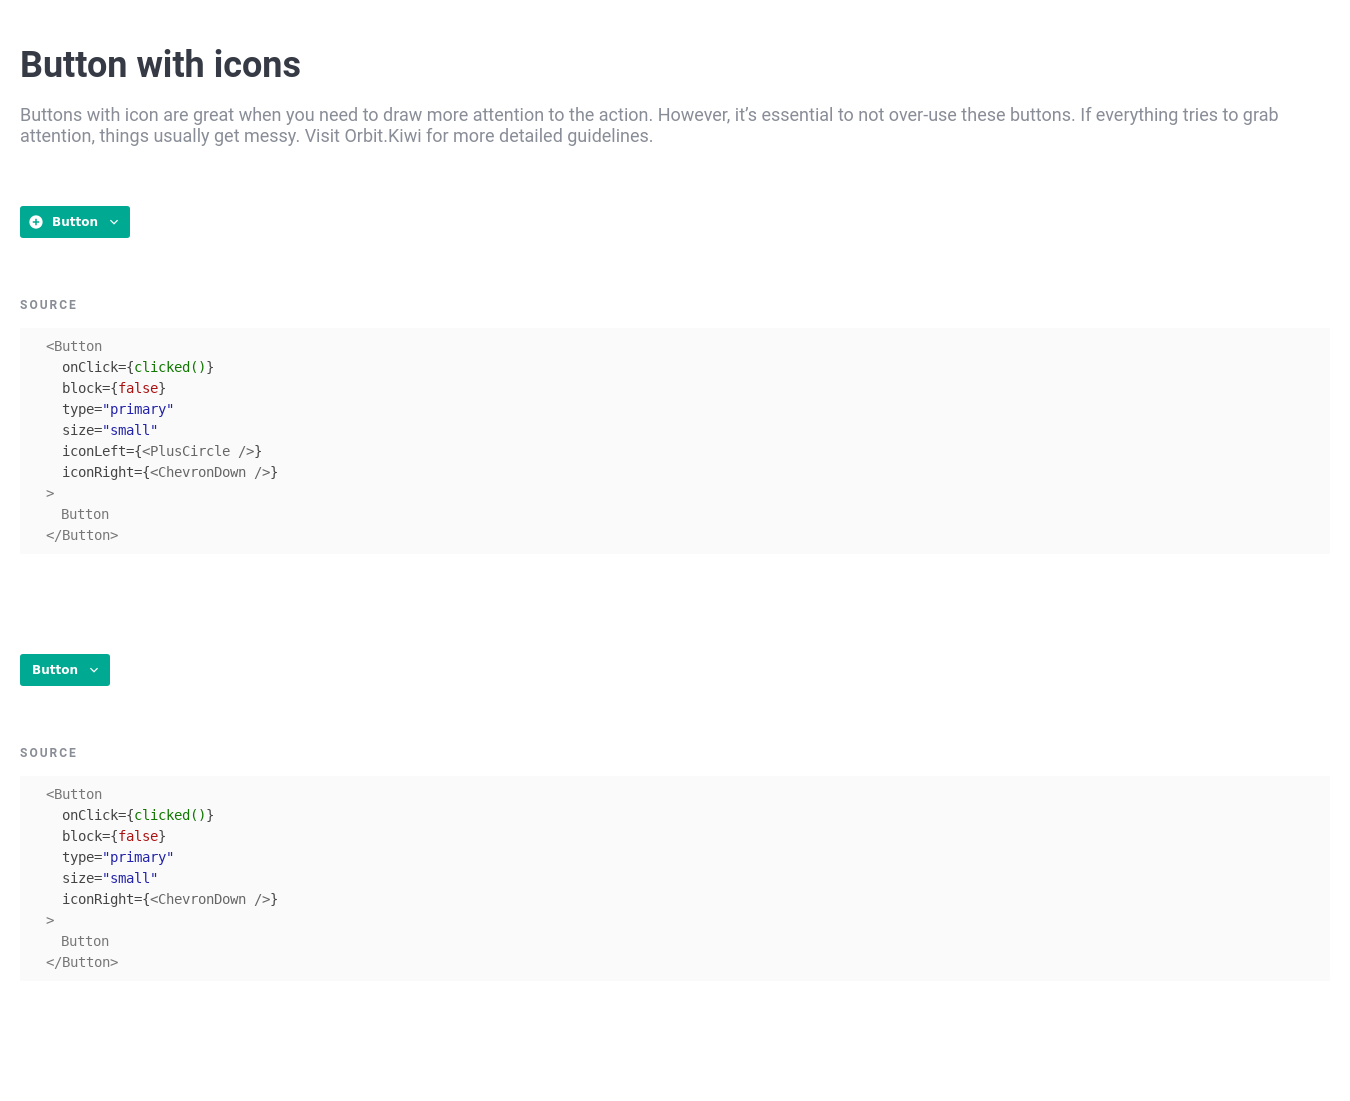 Button with icons
Buttons with icon are great when you need to draw more attention to the action. However, it’s essential to not over-use these buttons. If everything tries to grab
attention, things usually get messy. Visit Orbit.Kiwi for more detailed guidelines.
Button
SOURCE
<Button
  onClick={clicked()}
  block={false}
  type="primary"
  size="small"
  iconLeft={<PlusCircle />}
  iconRight={<ChevronDown />}
>
  Button
</Button>
Button
SOURCE
<Button
  onClick={clicked()}
  block={false}
  type="primary"
  size="small"
  iconRight={<ChevronDown />}
>
  Button
</Button>